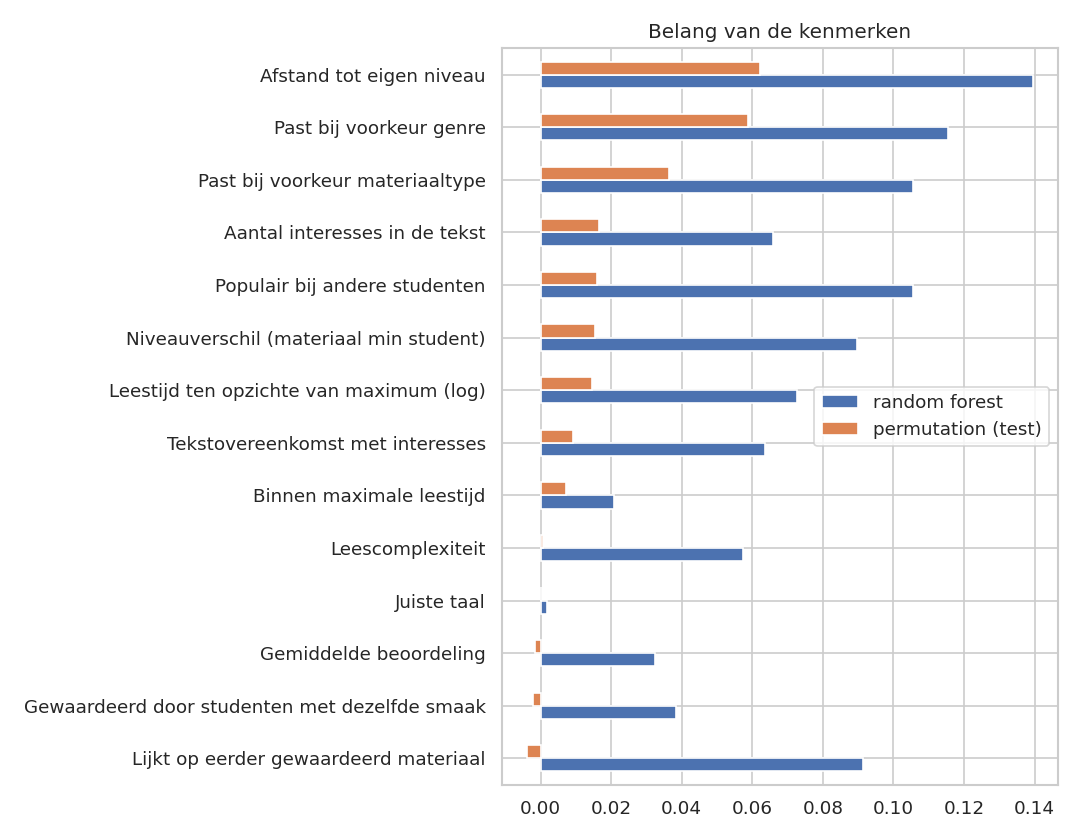 Belang van de kenmerken
Afstand tot eigen niveau
Past bij voorkeur genre
Past bij voorkeur materiaaltype
Aantal interesses in de tekst
Populair bij andere studenten
Niveauverschil (materiaal min student)
Leestijd ten opzichte van maximum (log)
Tekstovereenkomst met interesses
Binnen maximale leestijd
Leescomplexiteit
Juiste taal
Gemiddelde beoordeling
Gewaardeerd door studenten met dezelfde smaak
Lijkt op eerder gewaardeerd materiaal
random forest
permutation (test)
0.00 0.02 0.04 0.06 0.08 0.10 0.12 0.14